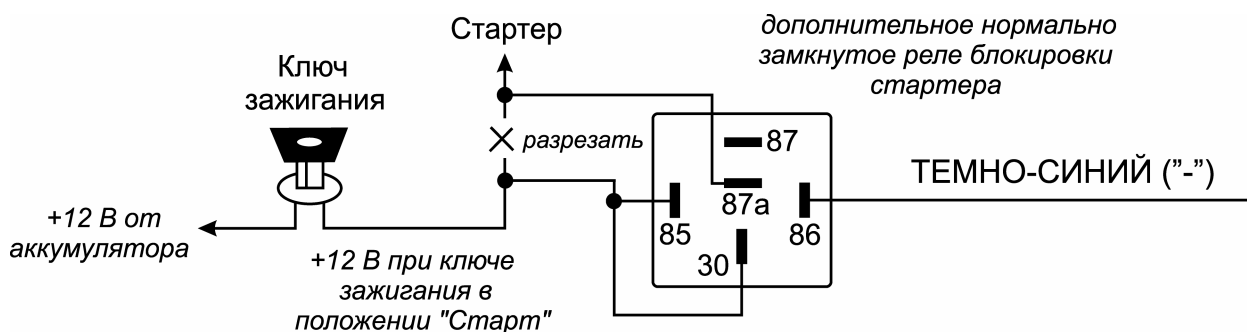 Стартер
дополнительное нормально
замкнутое реле блокировки
стартера
Ключ
зажигания
разрезать
87
87а
85
86
30
ТЕМНО-СИНИЙ ("-")
+12 В от
аккумулятора
+12 В при ключе
зажигания в
положении "Старт"